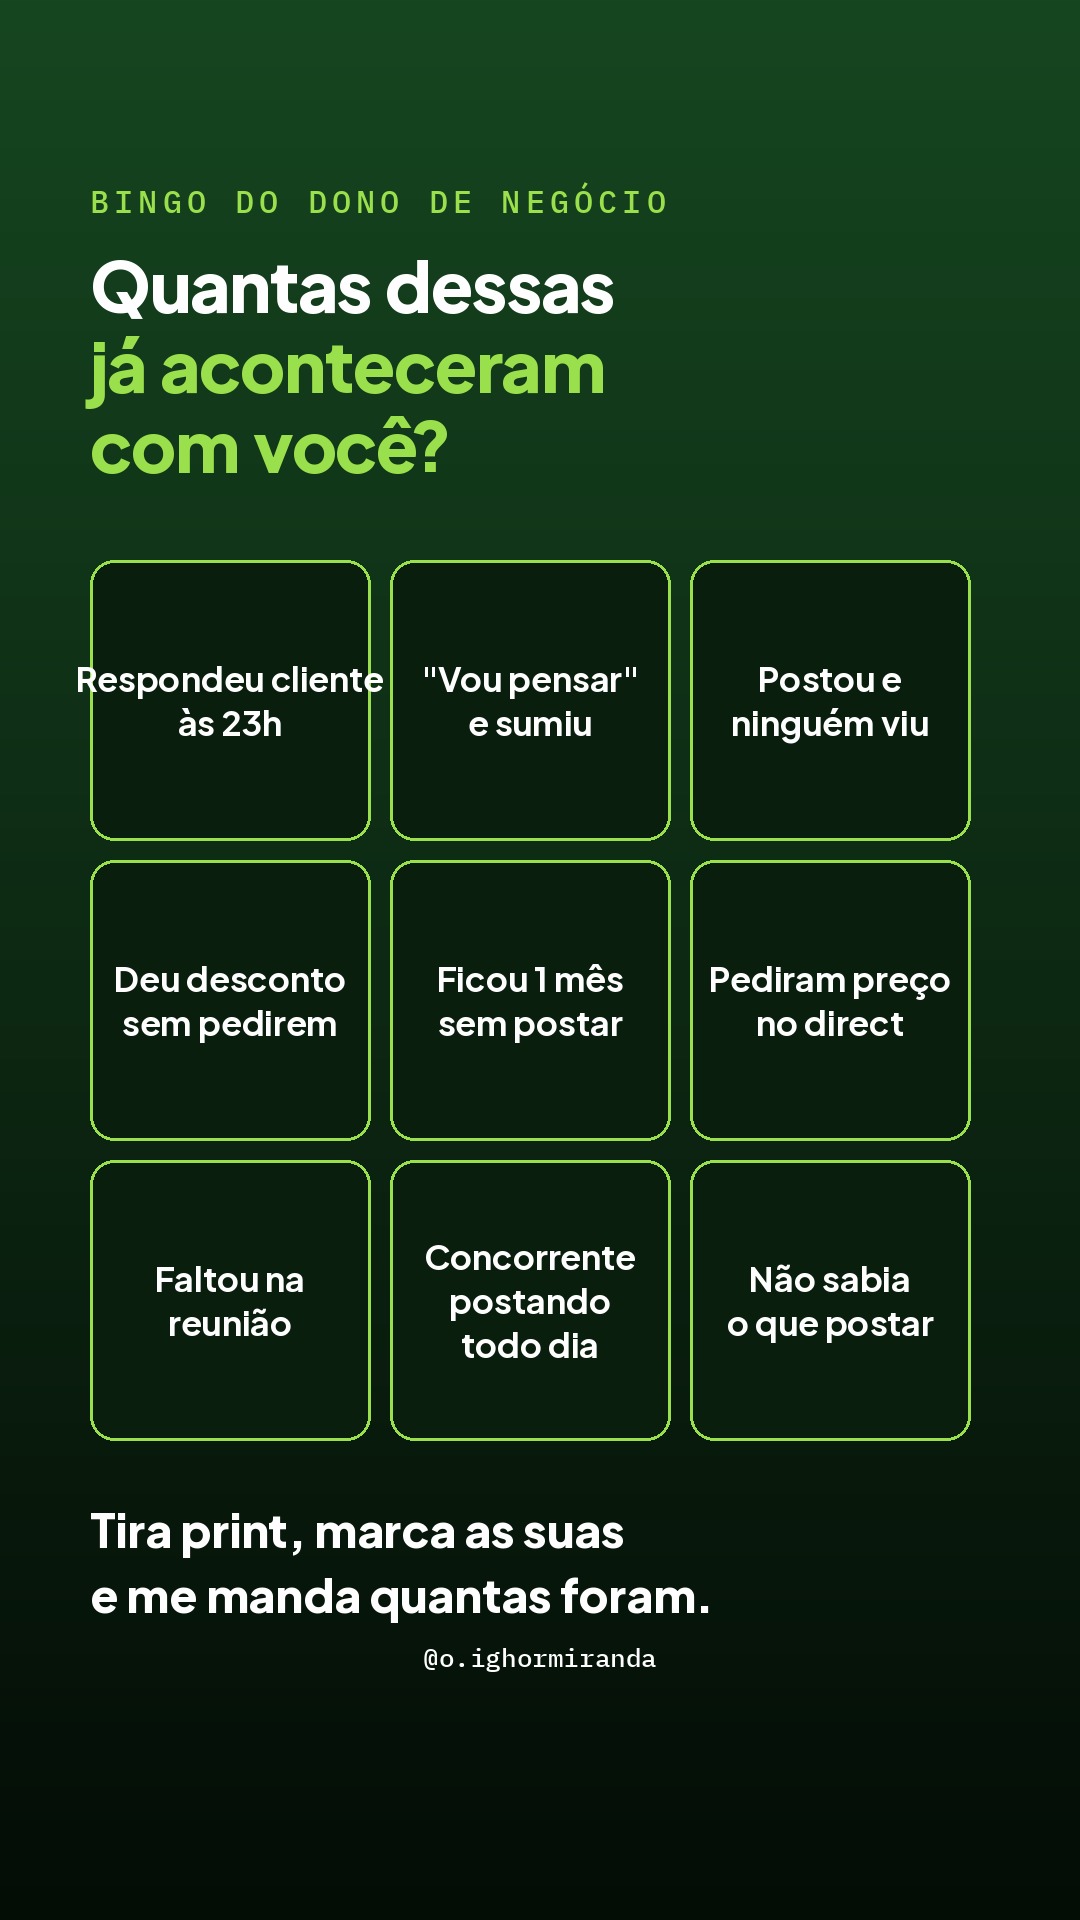 BINGO DO DONO DE NEGÓCIO
Quantas dessas
já aconteceram
com você?
Respondeu cliente
às 23h
"Vou pensar"
e sumiu
Postou e
ninguém viu
Deu desconto
sem pedirem
Ficou 1 mês
sem postar
Pediram preço
no direct
Faltou na
reunião
Concorrente
postando
todo dia
Não sabia
o que postar
Tira print, marca as suas
e me manda quantas foram.
@o.ighormiranda